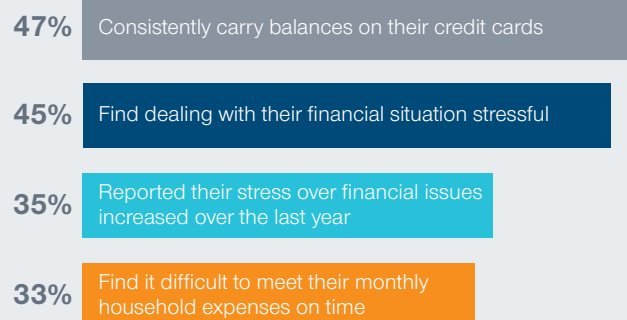 47% Consistently carry balances on their credit cards
45% Find dealing with their financial situation stressful
35% Reported their stress over financial issues
increased over the last year
33% Find it difficult to meet their monthly
household expenses on time